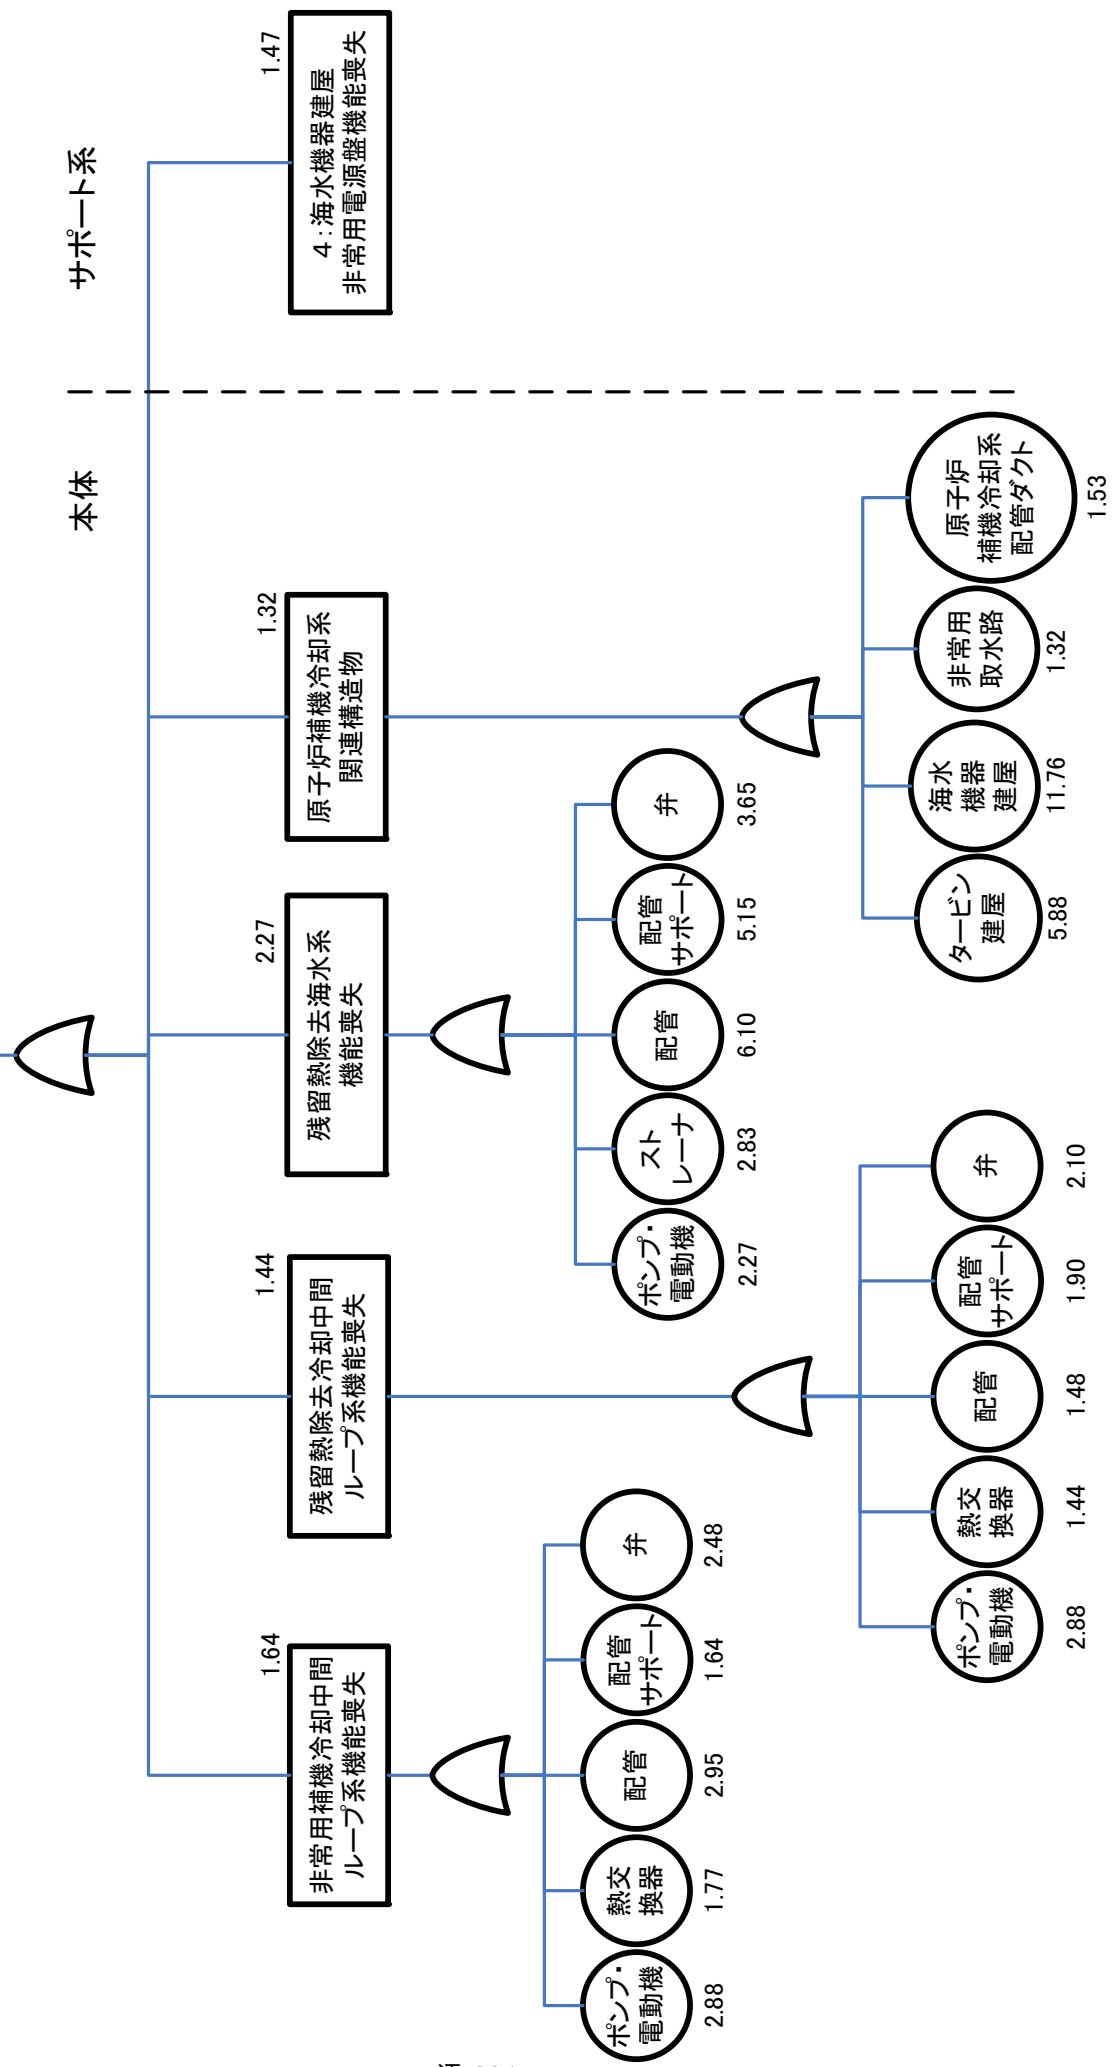 本体
サポート系
1.64
非常用補機冷却中間
ループ系機能喪失
1.44
残留熱除去冷却中間
ループ系機能喪失
2.27
残留熱除去海水系
機能喪失
1.32
原子炉補機冷却系
関連構造物
1.47
4:海水機器建屋
非常用電源盤機能喪失
ポンプ・
電動機
2.88
熱交
換器
1.77
配管
2.95
配管
サポート
1.64
弁
2.48
ポンプ・
電動機
2.88
熱交
換器
1.44
配管
1.48
配管
サポート
1.90
弁
2.10
ポンプ・
電動機
2.27
スト
レーナ
2.83
配管
6.10
配管
サポート
5.15
弁
3.65
タービン
建屋
5.88
海水
機器
建屋
11.76
非常用
取水路
1.32
原子炉
補機冷却系
配管ダクト
1.53